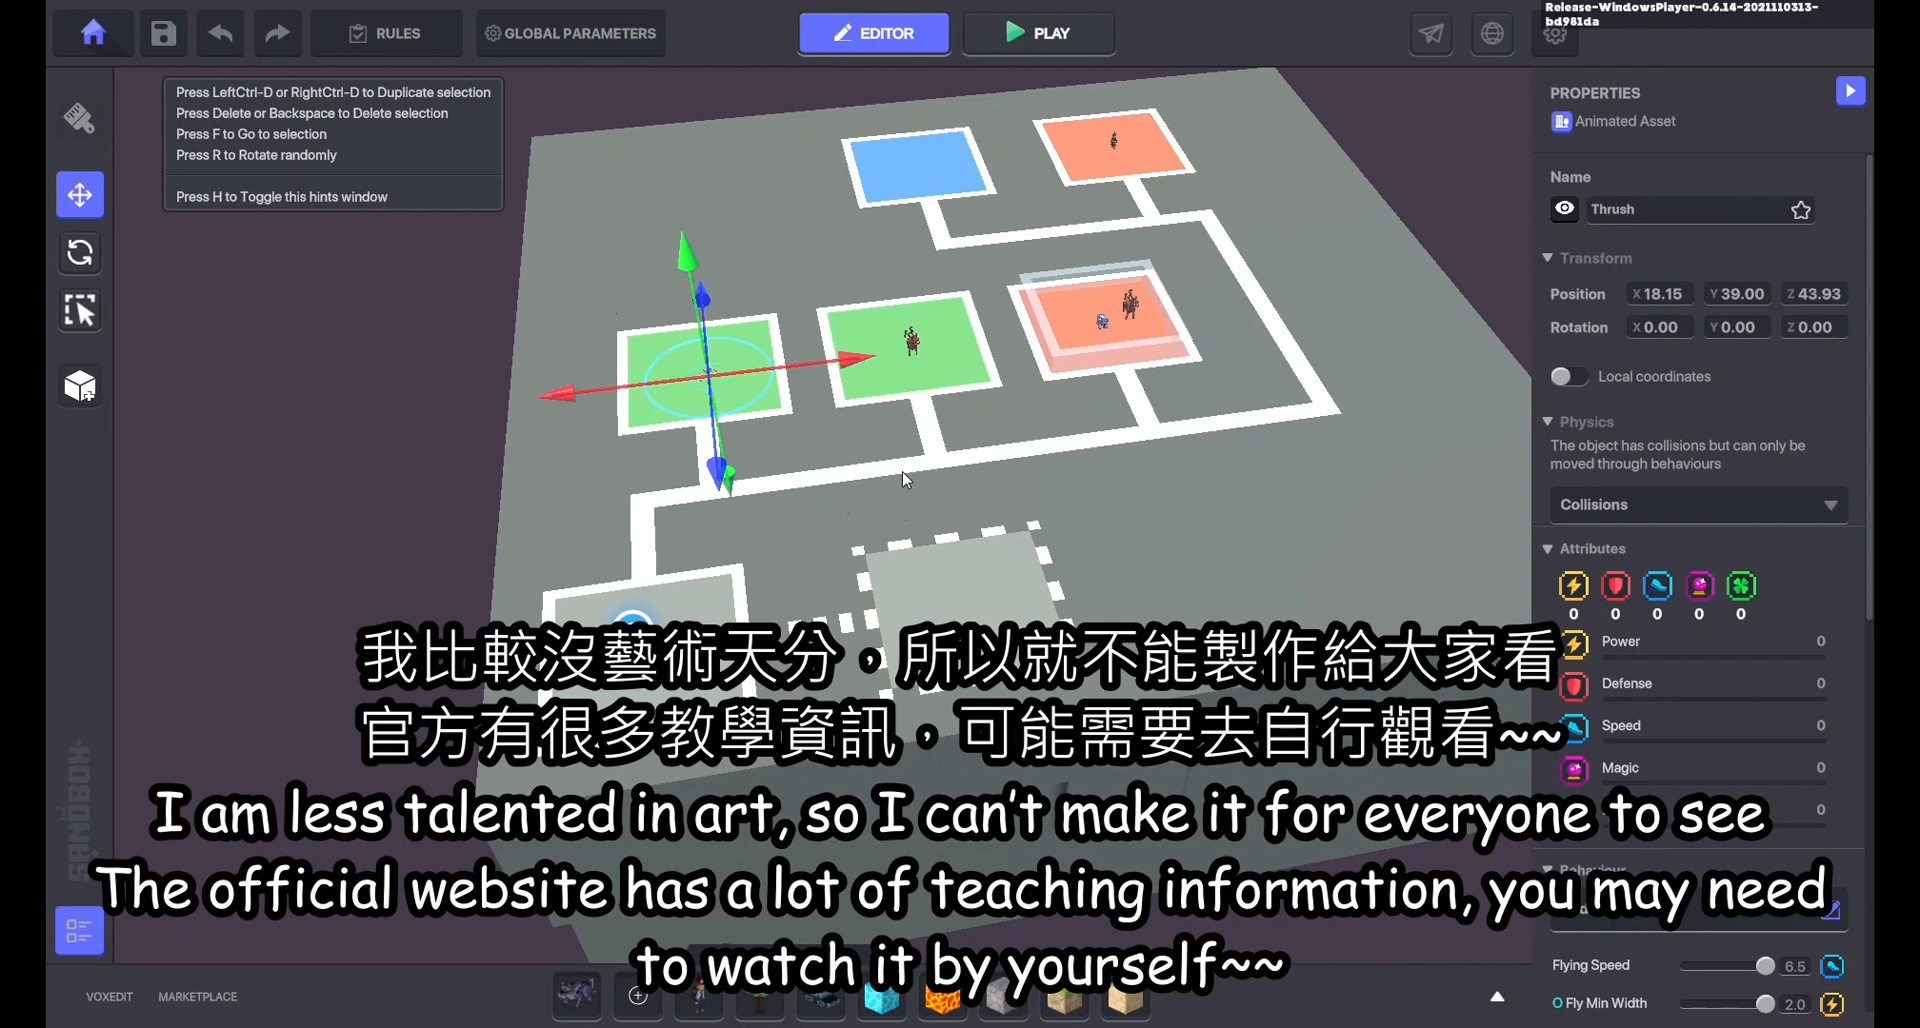 Release-WindowsPlayer-0.6.14-2021110313-
bd981da
RULES
GLOBAL PARAMETERS
EDITOR
PLAY
Press LeftCtrl-D or RightCtrl-D to Duplicate selection
Press Delete or Backspace to Delete selection
Press F to Go to selection
Press R to Rotate randomly
Press H to Toggle this hints window
PROPERTIES
Animated Asset
Name
Thrush
Transform
Position X 18.15 Y 39.00 Z 43.93
Rotation X 0.00 Y 0.00 Z 0.00
Local coordinates
Physics
The object has collisions but can only be
moved through behaviours
Collisions
Attributes
0 0 0 0 0
Power 0
Defense 0
Speed 0
Magic 0
0
Behaviour
Flying Speed 6.5
Fly Min Width 2.0
THE SANDBOX
我比較沒藝術天分，所以就不能製作給大家看
官方有很多教學資訊，可能需要去自行觀看~~
I am less talented in art, so I can't make it for everyone to see
The official website has a lot of teaching information, you may need
to watch it by yourself~~
VOXEDIT
MARKETPLACE